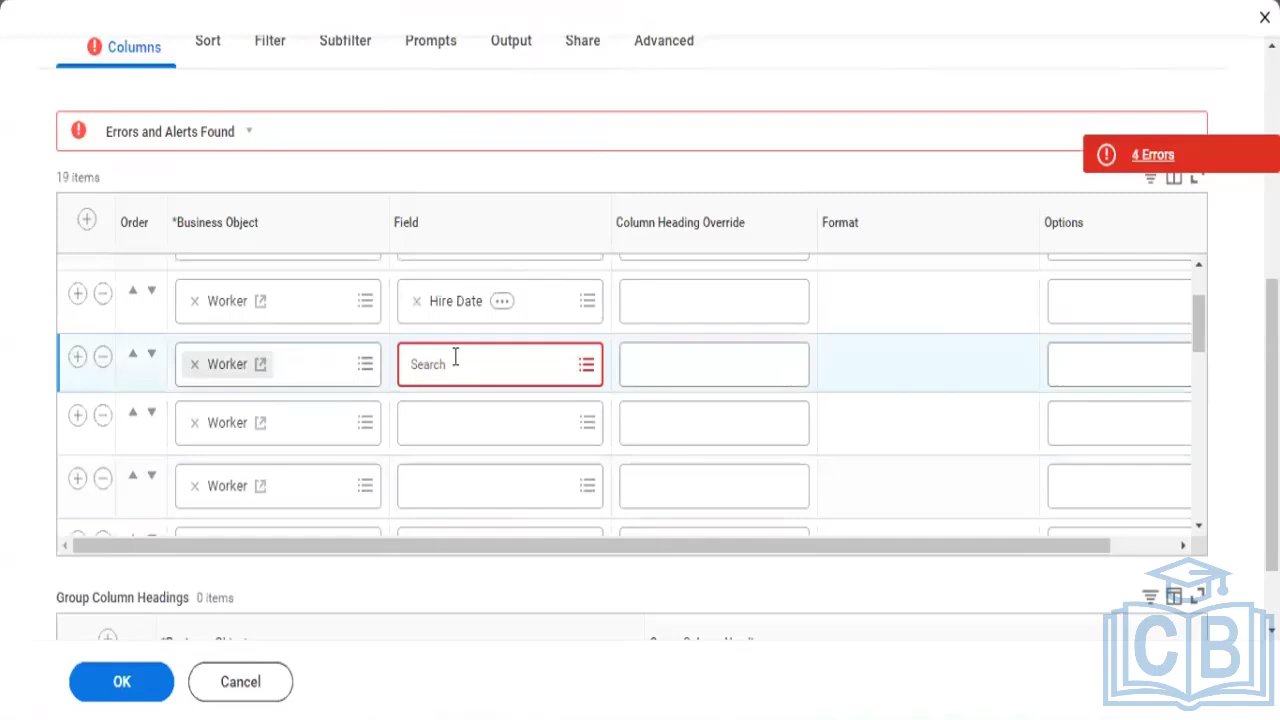 Columns Sort Filter Subfilter Prompts Output Share Advanced
Errors and Alerts Found
4 Errors
19 items
Order *Business Object Field Column Heading Override Format Options
Worker Hire Date
Worker Search
Worker
Worker
Group Column Headings 0 items
OK Cancel
CB